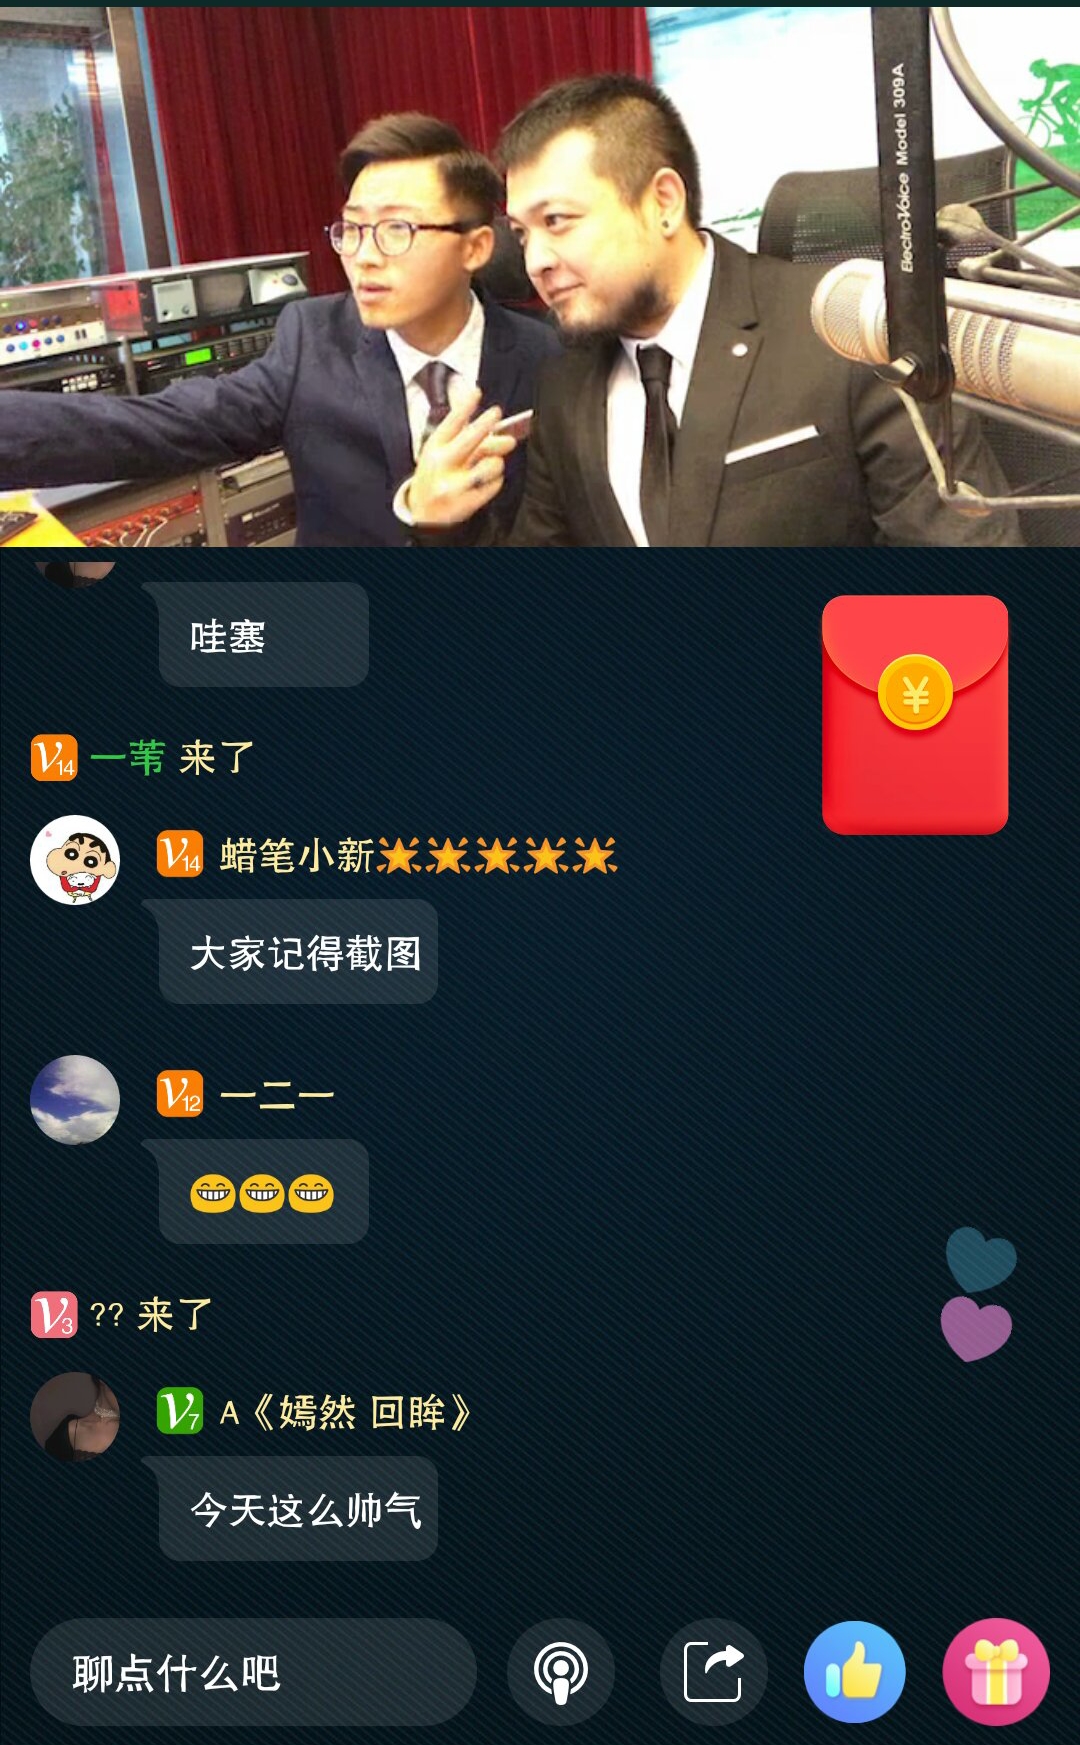 Electro-Voice Model 309A
哇塞
V14 一苇 来了
V14 蜡笔小新
大家记得截图
V12 一二一
V3 ?? 来了
V7 A《嫣然 回眸》
今天这么帅气
聊点什么吧
¥